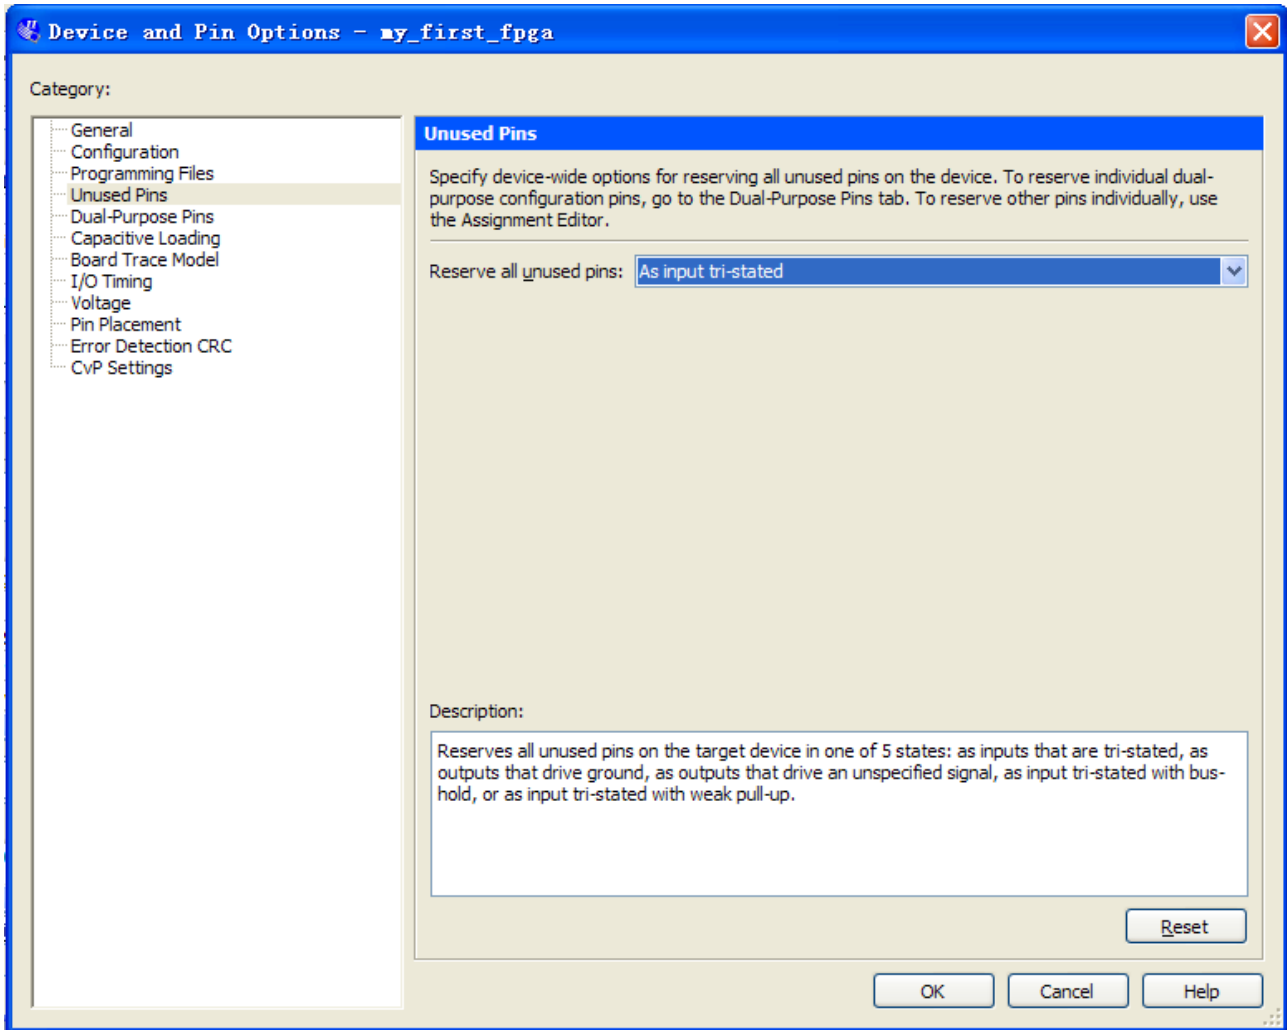 Device and Pin Options - my_first_fpga
Category:
General
Configuration
Programming Files
Unused Pins
Dual-Purpose Pins
Capacitive Loading
Board Trace Model
I/O Timing
Voltage
Pin Placement
Error Detection CRC
CvP Settings
Unused Pins
Specify device-wide options for reserving all unused pins on the device. To reserve individual dual-
purpose configuration pins, go to the Dual-Purpose Pins tab. To reserve other pins individually, use
the Assignment Editor.
Reserve all unused pins: As input tri-stated
Description:
Reserves all unused pins on the target device in one of 5 states: as inputs that are tri-stated, as
outputs that drive ground, as outputs that drive an unspecified signal, as input tri-stated with bus-
hold, or as input tri-stated with weak pull-up.
Reset
OK Cancel Help